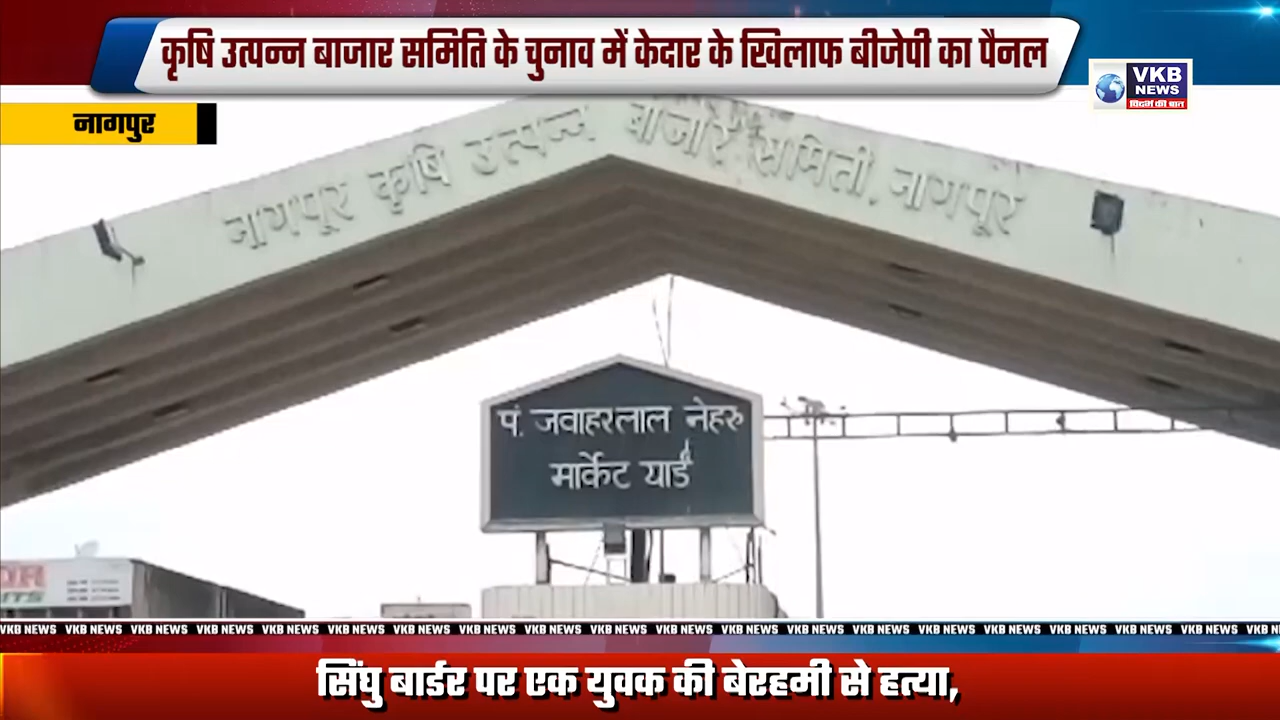 कृषि उत्पन्न बाजार समिति के चुनाव में केदार के खिलाफ बीजेपी का पैनल
VKB
NEWS
विदर्भ की बात
नागपुर
नागपूर कृषि उत्पन्न बाजार समिती, नागपूर
पं. जवाहरलाल नेहरु
मार्केट यार्ड
VKB NEWS VKB NEWS VKB NEWS VKB NEWS VKB NEWS VKB NEWS VKB NEWS VKB NEWS VKB NEWS VKB NEWS VKB NEWS VKB NEWS VKB NEWS VKB NEWS VKB NEWS VKB NEWS VKB NEWS VKB NEWS VKB NEWS VKB N
सिंघु बार्डर पर एक युवक की बेरहमी से हत्या,